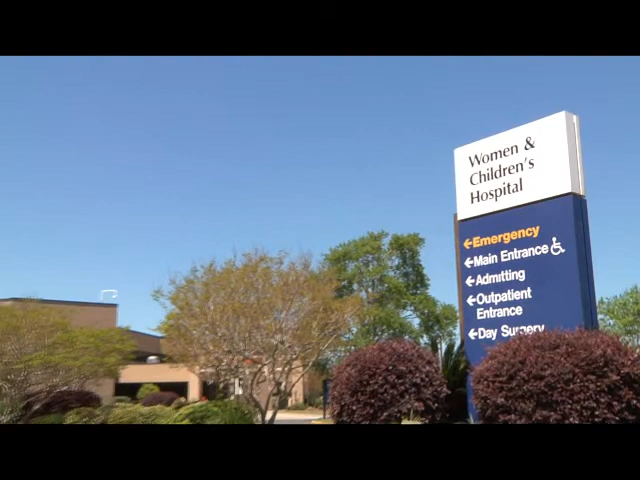 Women &
Children's
Hospital
←Emergency
←Main Entrance
←Admitting
←Outpatient
Entrance
←Day Surgery